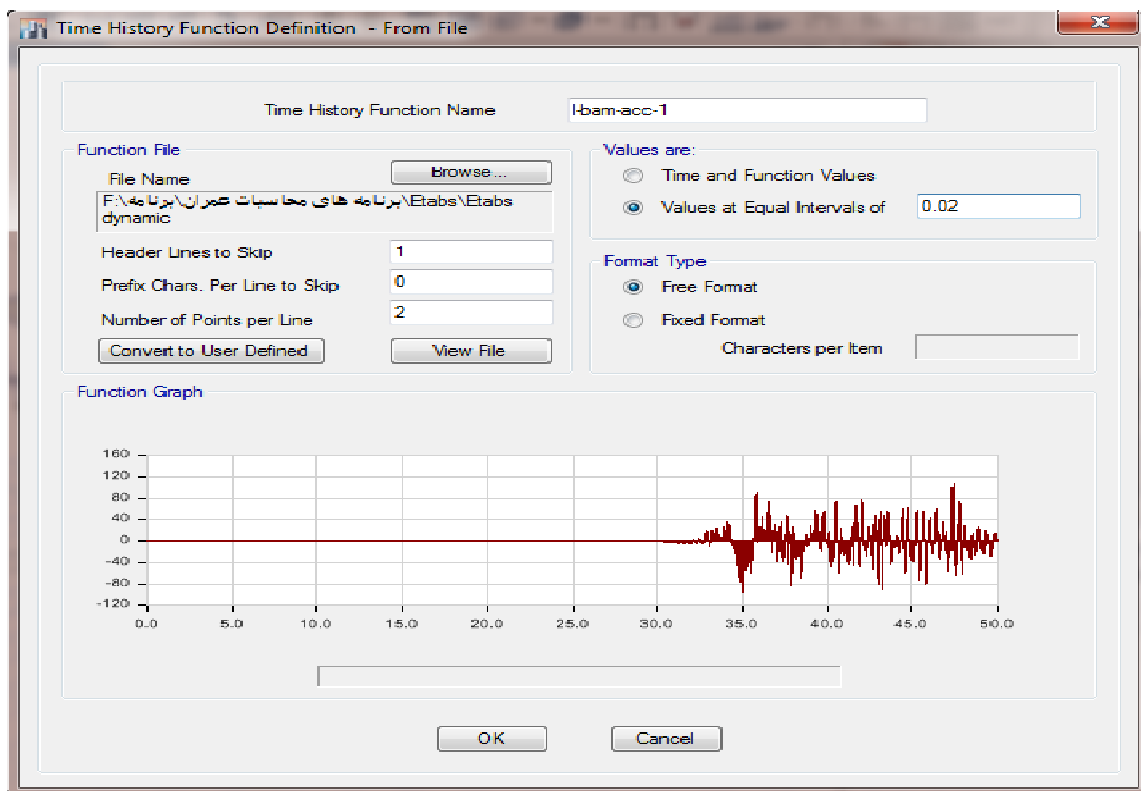 Time History Function Definition - From File
Time History Function Name
l-bam-acc-1
Function File
File Name
Browse...
F:\برنامه های محاسبات عمران\برنامه\Etabs\Etabs
dynamic
Header Lines to Skip
1
Prefix Chars. Per Line to Skip
0
Number of Points per Line
2
Convert to User Defined
View File
Values are:
Time and Function Values
Values at Equal Intervals of
0.02
Format Type
Free Format
Fixed Format
Characters per Item
Function Graph
160
120
80
40
0
-40
-80
-120
0.0 5.0 10.0 15.0 20.0 25.0 30.0 35.0 40.0 45.0 50.0
OK
Cancel